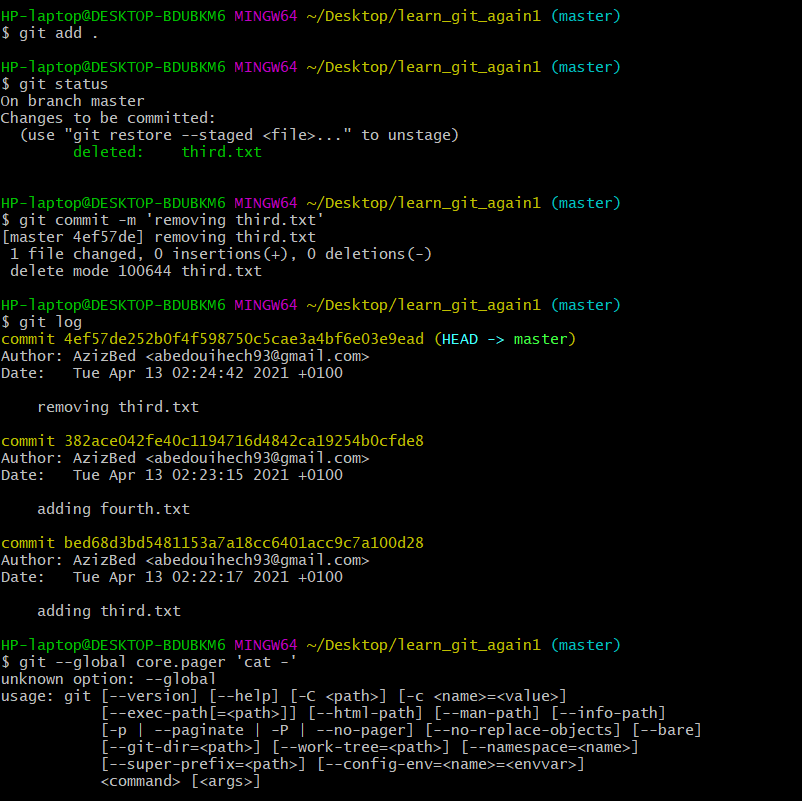 HP-laptop@DESKTOP-BDUBKM6 MINGW64 ~/Desktop/learn_git_again1 (master)
$ git add .
HP-laptop@DESKTOP-BDUBKM6 MINGW64 ~/Desktop/learn_git_again1 (master)
$ git status
On branch master
Changes to be committed:
  (use "git restore --staged <file>..." to unstage)
        deleted:    third.txt
HP-laptop@DESKTOP-BDUBKM6 MINGW64 ~/Desktop/learn_git_again1 (master)
$ git commit -m 'removing third.txt'
[master 4ef57de] removing third.txt
 1 file changed, 0 insertions(+), 0 deletions(-)
 delete mode 100644 third.txt
HP-laptop@DESKTOP-BDUBKM6 MINGW64 ~/Desktop/learn_git_again1 (master)
$ git log
commit 4ef57de252b0f4f598750c5cae3a4bf6e03e9ead (HEAD -> master)
Author: AzizBed <abedouihech93@gmail.com>
Date:   Tue Apr 13 02:24:42 2021 +0100
    removing third.txt
commit 382ace042fe40c1194716d4842ca19254b0cfde8
Author: AzizBed <abedouihech93@gmail.com>
Date:   Tue Apr 13 02:23:15 2021 +0100
    adding fourth.txt
commit bed68d3bd5481153a7a18cc6401acc9c7a100d28
Author: AzizBed <abedouihech93@gmail.com>
Date:   Tue Apr 13 02:22:17 2021 +0100
    adding third.txt
HP-laptop@DESKTOP-BDUBKM6 MINGW64 ~/Desktop/learn_git_again1 (master)
$ git --global core.pager 'cat -'
unknown option: --global
usage: git [--version] [--help] [-C <path>] [-c <name>=<value>]
           [--exec-path[=<path>]] [--html-path] [--man-path] [--info-path]
           [-p | --paginate | -P | --no-pager] [--no-replace-objects] [--bare]
           [--git-dir=<path>] [--work-tree=<path>] [--namespace=<name>]
           [--super-prefix=<path>] [--config-env=<name>=<envvar>]
           <command> [<args>]